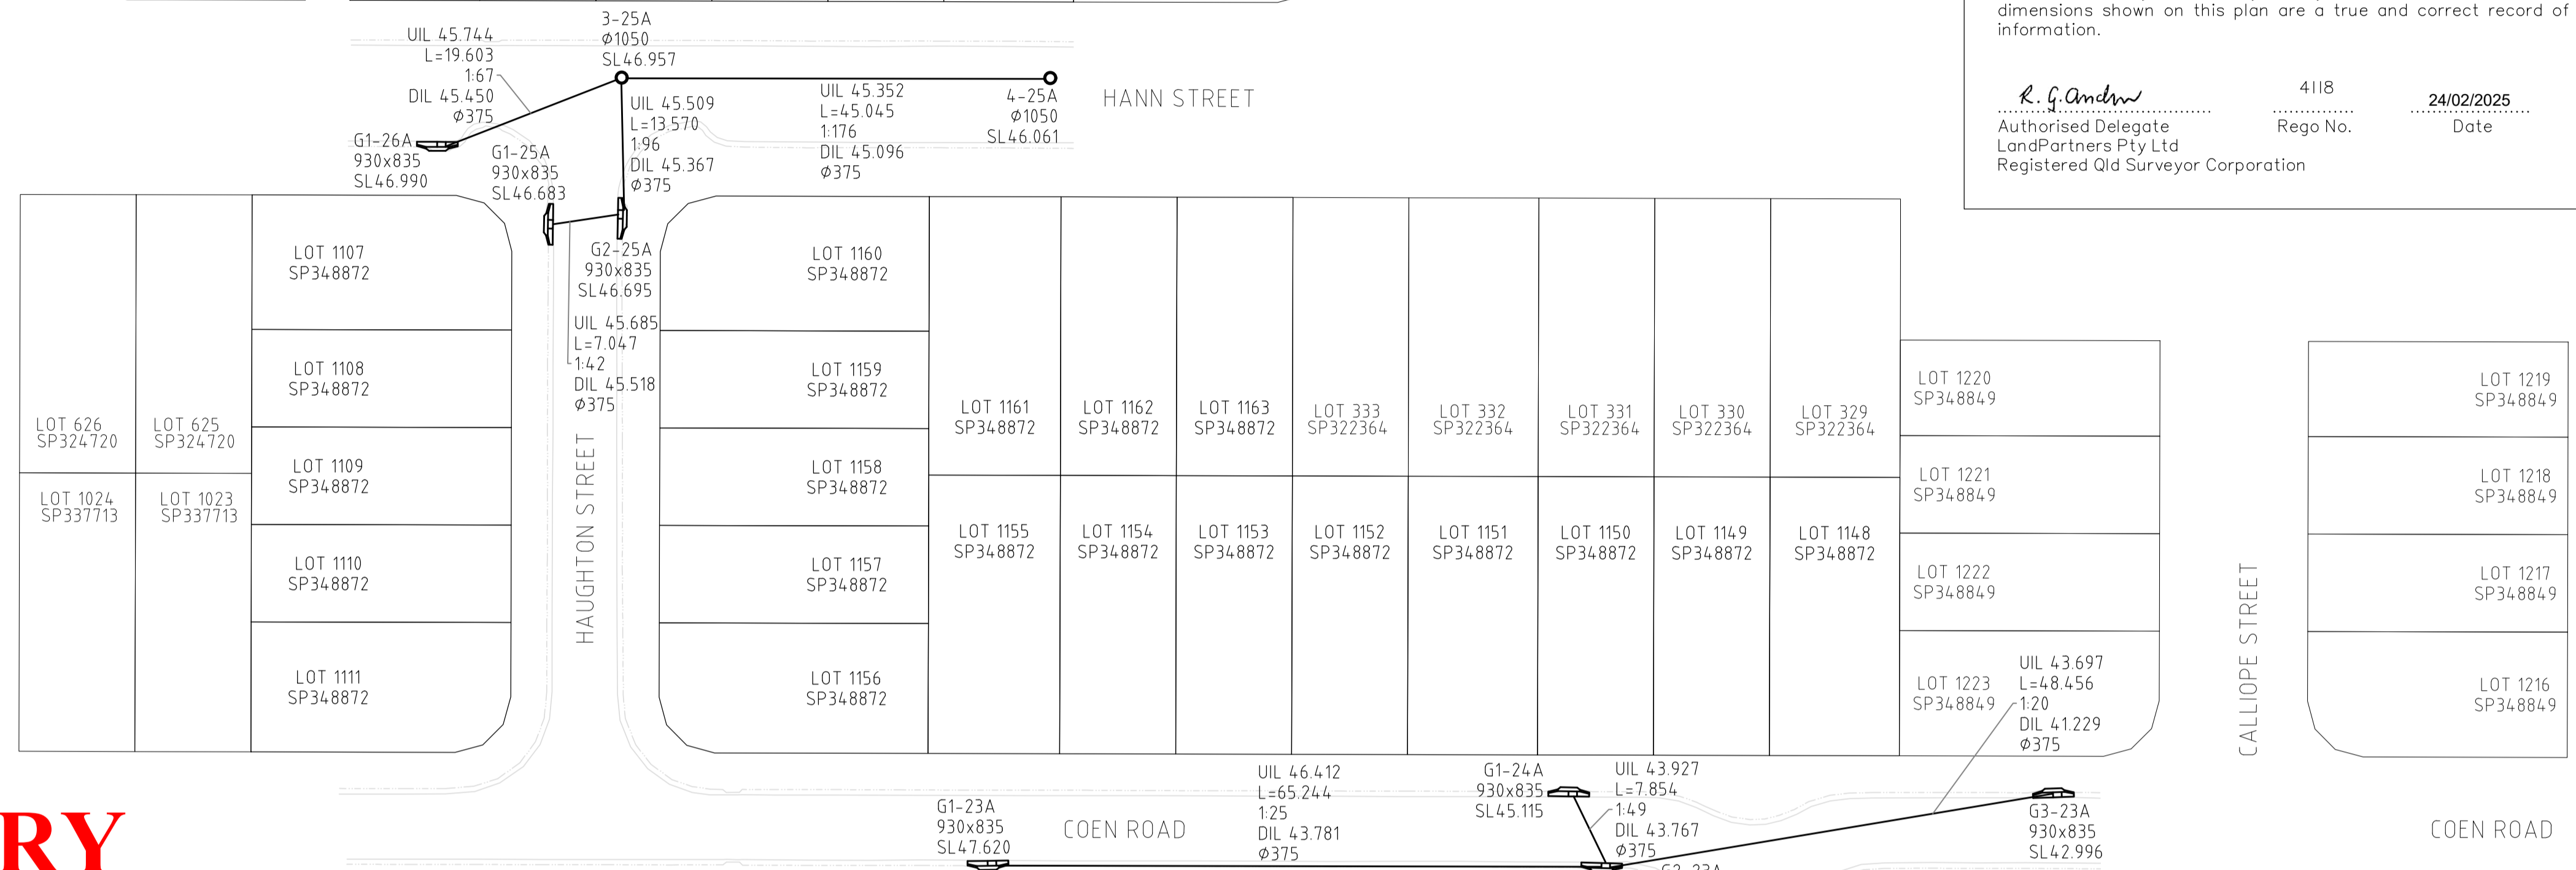 dimensions shown on this plan are a true and correct record of
information.
R. G. Andrw
4118
24/02/2025
Authorised Delegate
Rego No.
Date
LandPartners Pty Ltd
Registered Qld Surveyor Corporation
UIL 45.744
L=19.603
1:67
DIL 45.450
Φ375
3-25A
Φ1050
SL46.957
UIL 45.509
L=13.570
1:96
DIL 45.367
Φ375
UIL 45.352
L=45.045
1:176
DIL 45.096
Φ375
4-25A
Φ1050
SL46.061
HANN STREET
G1-26A
930x835
SL46.990
G1-25A
930x835
SL46.683
G2-25A
930x835
SL46.695
UIL 45.685
L=7.047
1:42
DIL 45.518
Φ375
LOT 626
SP324720
LOT 625
SP324720
LOT 1024
SP337713
LOT 1023
SP337713
LOT 1107
SP348872
LOT 1108
SP348872
LOT 1109
SP348872
LOT 1110
SP348872
LOT 1111
SP348872
HAUGHTON STREET
LOT 1160
SP348872
LOT 1159
SP348872
LOT 1158
SP348872
LOT 1157
SP348872
LOT 1156
SP348872
LOT 1161
SP348872
LOT 1162
SP348872
LOT 1163
SP348872
LOT 333
SP322364
LOT 332
SP322364
LOT 331
SP322364
LOT 330
SP322364
LOT 329
SP322364
LOT 1155
SP348872
LOT 1154
SP348872
LOT 1153
SP348872
LOT 1152
SP348872
LOT 1151
SP348872
LOT 1150
SP348872
LOT 1149
SP348872
LOT 1148
SP348872
LOT 1220
SP348849
LOT 1221
SP348849
LOT 1222
SP348849
LOT 1223
SP348849
UIL 43.697
L=48.456
1:20
DIL 41.229
Φ375
CALLIOPE STREET
LOT 1219
SP348849
LOT 1218
SP348849
LOT 1217
SP348849
LOT 1216
SP348849
RY
G1-23A
930x835
SL47.620
COEN ROAD
UIL 46.412
L=65.244
1:25
DIL 43.781
Φ375
G1-24A
930x835
SL45.115
UIL 43.927
L=7.854
1:49
DIL 43.767
Φ375
G2-23A
G3-23A
930x835
SL42.996
COEN ROAD